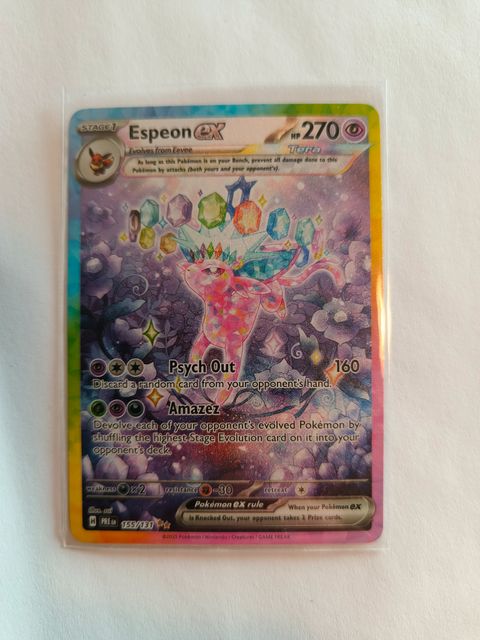 STAGE 1 Espeon ex HP 270
Evolves from Eevee Tera
As long as this Pokémon is on your Bench, prevent all damage done to this
Pokémon by attacks (both yours and your opponent's).
Psych Out 160
Discard a random card from your opponent's hand.
Amazez
Devolve each of your opponent's evolved Pokémon by
shuffling the highest Stage Evolution card on it into your
opponent's deck.
weakness ×2 resistance -30 retreat
Pokémon ex rule When your Pokémon ex
is Knocked Out, your opponent takes 2 Prize cards.
H PRE EN 155/131
©2025 Pokémon / Nintendo / Creatures / GAME FREAK